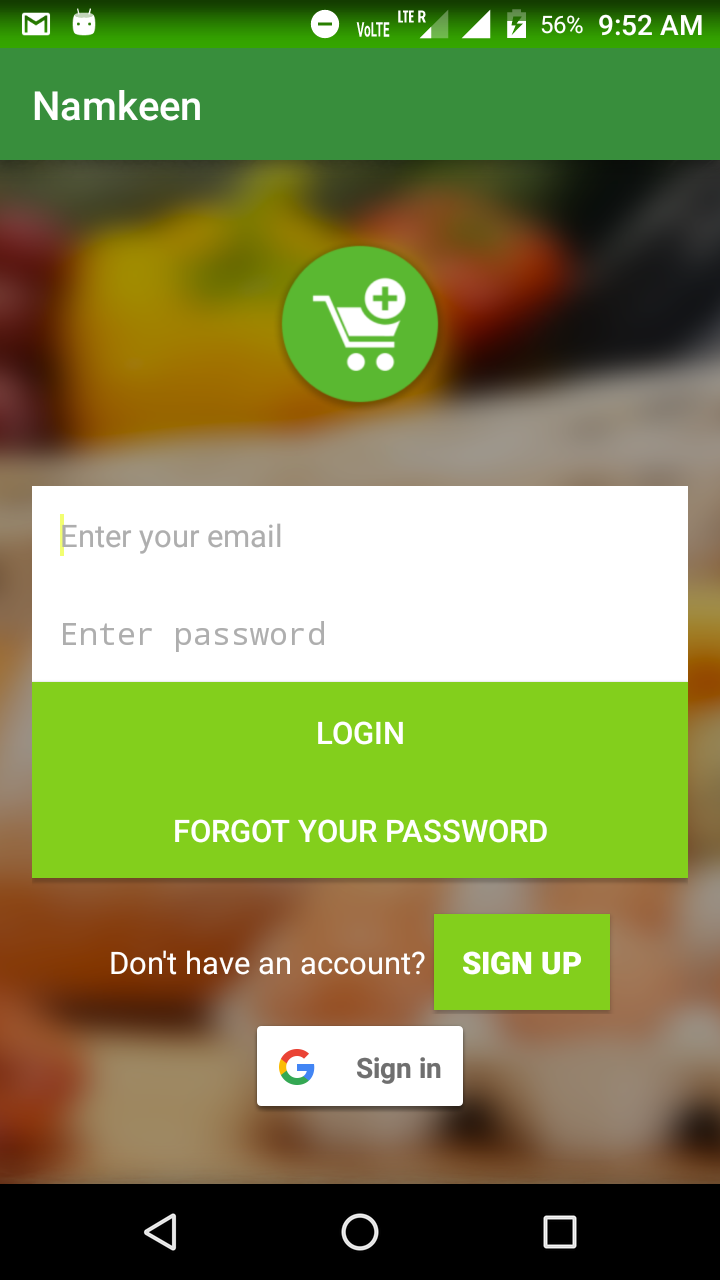 VoLTE LTE R 56% 9:52 AM
Namkeen
Enter your email
Enter password
LOGIN
FORGOT YOUR PASSWORD
Don't have an account? SIGN UP
G Sign in